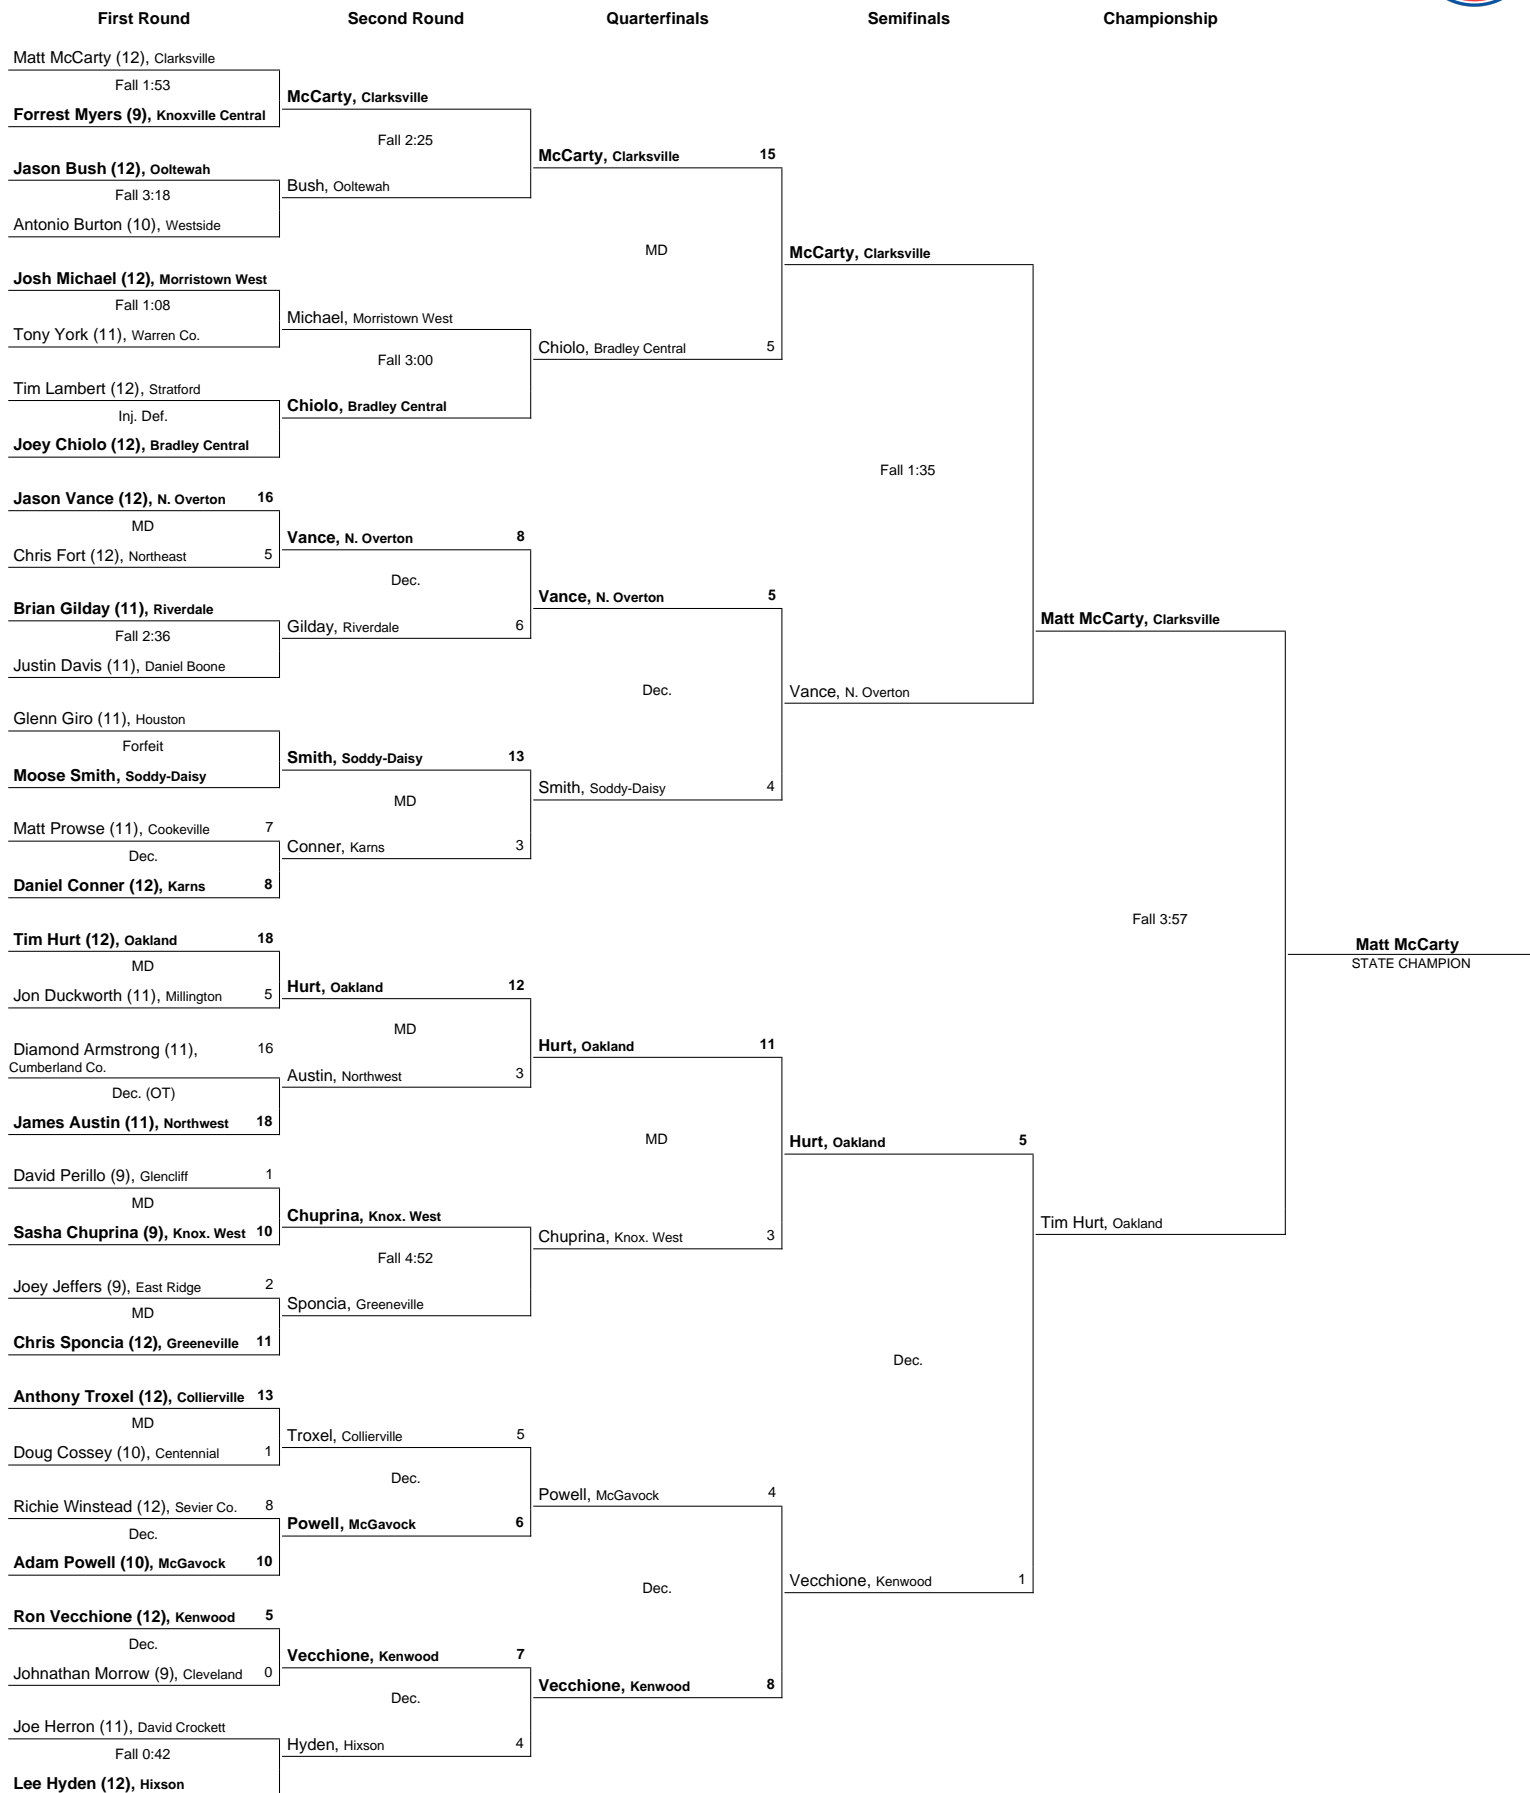 First Round Second Round Quarterfinals Semifinals Championship
Matt McCarty (12), Clarksville
Fall 1:53
Forrest Myers (9), Knoxville Central
Jason Bush (12), Ooltewah
Fall 3:18
Antonio Burton (10), Westside
Josh Michael (12), Morristown West
Fall 1:08
Tony York (11), Warren Co.
Tim Lambert (12), Stratford
Inj. Def.
Joey Chiolo (12), Bradley Central
Jason Vance (12), N. Overton 16
MD
Chris Fort (12), Northeast 5
Brian Gilday (11), Riverdale
Fall 2:36
Justin Davis (11), Daniel Boone
Glenn Giro (11), Houston
Forfeit
Moose Smith, Soddy-Daisy
Matt Prowse (11), Cookeville 7
Dec.
Daniel Conner (12), Karns 8
Tim Hurt (12), Oakland 18
MD
Jon Duckworth (11), Millington 5
Diamond Armstrong (11), 16
Cumberland Co.
Dec. (OT)
James Austin (11), Northwest 18
David Perillo (9), Glencliff 1
MD
Sasha Chuprina (9), Knox. West 10
Joey Jeffers (9), East Ridge 2
MD
Chris Sponcia (12), Greeneville 11
Anthony Troxel (12), Collierville 13
MD
Doug Cossey (10), Centennial 1
Richie Winstead (12), Sevier Co. 8
Dec.
Adam Powell (10), McGavock 10
Ron Vecchione (12), Kenwood 5
Dec.
Johnathan Morrow (9), Cleveland 0
Joe Herron (11), David Crockett
Fall 0:42
Lee Hyden (12), Hixson
McCarty, Clarksville
Fall 2:25
Bush, Ooltewah
Michael, Morristown West
Fall 3:00
Chiolo, Bradley Central
Vance, N. Overton 8
Dec.
Gilday, Riverdale 6
Smith, Soddy-Daisy 13
MD
Conner, Karns 3
Hurt, Oakland 12
MD
Austin, Northwest 3
Chuprina, Knox. West
Fall 4:52
Sponcia, Greeneville
Troxel, Collierville 5
Dec.
Powell, McGavock 6
Vecchione, Kenwood 7
Dec.
Hyden, Hixson 4
McCarty, Clarksville 15
MD
Chiolo, Bradley Central 5
Vance, N. Overton 5
Dec.
Smith, Soddy-Daisy 4
Hurt, Oakland 11
MD
Chuprina, Knox. West 3
Powell, McGavock 4
Dec.
Vecchione, Kenwood 8
McCarty, Clarksville
Fall 1:35
Vance, N. Overton
Hurt, Oakland 5
Dec.
Vecchione, Kenwood 1
Matt McCarty, Clarksville
Fall 3:57
Tim Hurt, Oakland
Matt McCarty
STATE CHAMPION